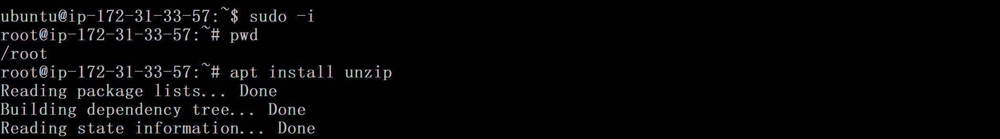 ubuntu@ip-172-31-33-57:~$ sudo -i
root@ip-172-31-33-57:~# pwd
/root
root@ip-172-31-33-57:~# apt install unzip
Reading package lists... Done
Building dependency tree... Done
Reading state information... Done